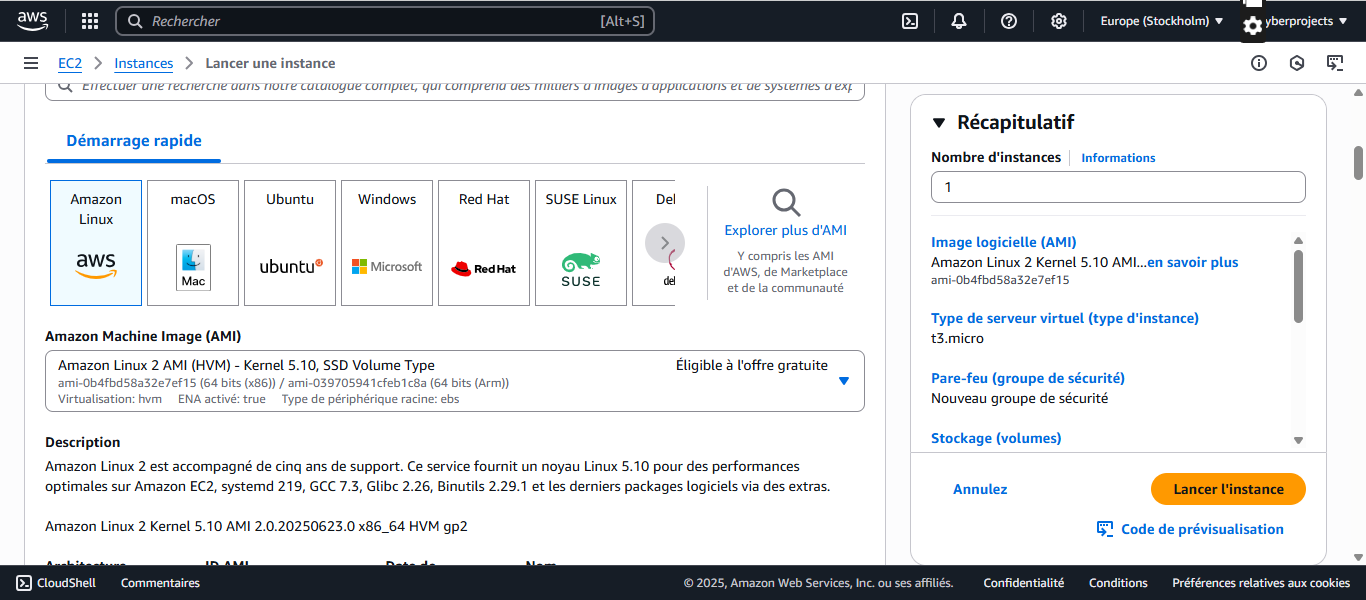 aws
Rechercher [Alt+S]
Europe (Stockholm)
yberprojects
EC2
Instances
Lancer une instance
Effectuer une recherche dans notre catalogue complet, qui comprend des milliers d'images d'applications et de systèmes d'exp
Démarrage rapide
Amazon Linux
aws
macOS
Mac
Ubuntu
ubuntu
Windows
Microsoft
Red Hat
Red Hat
SUSE Linux
SUSE
Del
del
Explorer plus d'AMI
Y compris les AMI
d'AWS, de Marketplace
et de la communauté
Amazon Machine Image (AMI)
Amazon Linux 2 AMI (HVM) - Kernel 5.10, SSD Volume Type Éligible à l'offre gratuite
ami-0b4fbd58a32e7ef15 (64 bits (x86)) / ami-039705941cfeb1c8a (64 bits (Arm))
Virtualisation: hvm ENA activé: true Type de périphérique racine: ebs
Description
Amazon Linux 2 est accompagné de cinq ans de support. Ce service fournit un noyau Linux 5.10 pour des performances
optimales sur Amazon EC2, systemd 219, GCC 7.3, Glibc 2.26, Binutils 2.29.1 et les derniers packages logiciels via des extras.
Amazon Linux 2 Kernel 5.10 AMI 2.0.20250623.0 x86_64 HVM gp2
Architecture ID AMI Date de Nom
Récapitulatif
Nombre d'instances Informations
1
Image logicielle (AMI)
Amazon Linux 2 Kernel 5.10 AMI...en savoir plus
ami-0b4fbd58a32e7ef15
Type de serveur virtuel (type d'instance)
t3.micro
Pare-feu (groupe de sécurité)
Nouveau groupe de sécurité
Stockage (volumes)
Annulez
Lancer l'instance
Code de prévisualisation
CloudShell Commentaires © 2025, Amazon Web Services, Inc. ou ses affiliés. Confidentialité Conditions Préférences relatives aux cookies